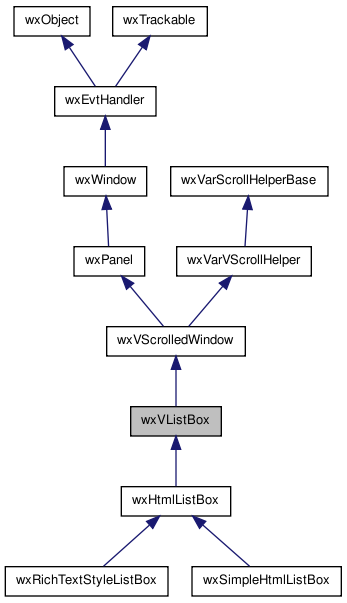 wxObject
wxTrackable
wxEvtHandler
wxWindow
wxVarScrollHelperBase
wxPanel
wxVarVScrollHelper
wxVScrolledWindow
wxVListBox
wxHtmlListBox
wxRichTextStyleListBox
wxSimpleHtmlListBox